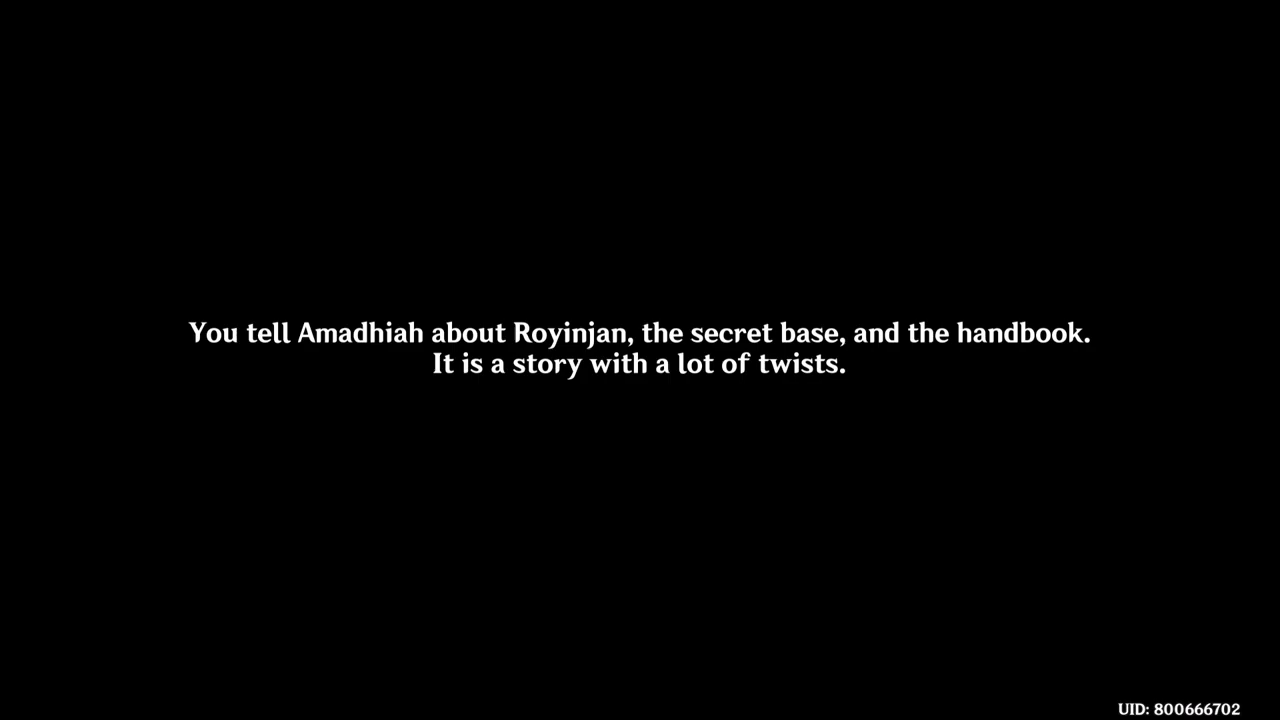 You tell Amadhiah about Royinjan, the secret base, and the handbook.
It is a story with a lot of twists.
UID: 800666702